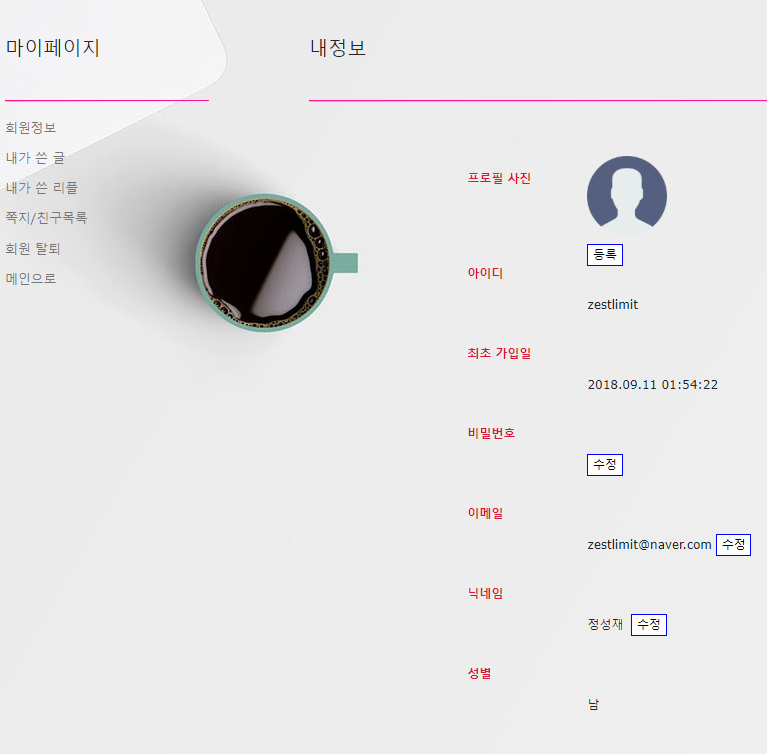 마이페이지
회원정보
내가 쓴 글
내가 쓴 리플
쪽지/친구목록
회원 탈퇴
메인으로
내정보
프로필 사진
등록
아이디
zestlimit
최초 가입일
2018.09.11 01:54:22
비밀번호
수정
이메일
zestlimit@naver.com 수정
닉네임
정성재 수정
성별
남